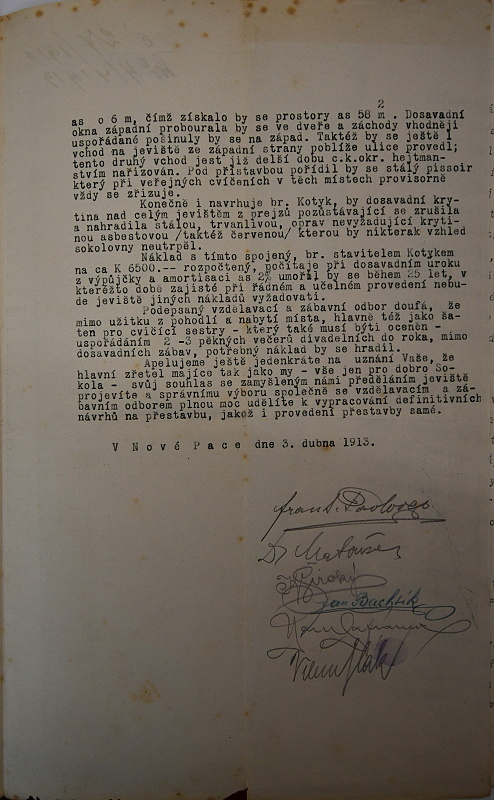 as o 6 m, čímž získalo by se prostory as 58 m². Dosavadní
okna západní probourala by se ve dveře a záchody vhodněji
uspořádané pošinuly by se na západ. Taktéž by se ještě 1
vchod na jeviště ze západní strany poblíže ulice provedl;
tento druhý vchod jest již delší dobu c.k.okr. hejtman-
stvím nařizován. Pod přístavbou pořídil by se stálý pissoir
který při veřejných cvičeních v těch místech provisorně
vždy se zřizuje.
Konečně i navrhuje br. Kotyk, by dosavadní kry-
tina nad celým jevištěm z prejzů pozůstávající se zrušila
a nahradila stálou, trvanllivou, oprav nevyžadující kryti-
nou asbestovou /taktéž červenou/ kterou by nikterak vzhled
sokolovny neutrpěl.
Náklad s tímto spojený, br. stavitelem Kotykem
na ca K 6500.-- rozpočtený, počítaje při dosavadním úroku
z výpůjčky a amortisaci as 2% umořil by se během 25 let, v
kterémžto době zajisté při řádném a učelném provedení nebu-
de jeviště jiných nákladů vyžadovati.
Podepsaný vzdělávací a zábavní odbor doufá, že
mimo užitku z pohodlí a nabytí místa, hlavně též jako ša-
ten pro cvičící sestry - který také musí býti oceněn -
uspořádáním 2 -3 pěkných večerů divadelních do roka, mimo
dosavadních zábav, potřebný náklad by se hradil.
Apelujeme ještě jedenkráte na uznání Vaše, že
hlavní zřetel majíce tak jako my - vše jen pro dobro So-
kola - svůj souhlas se zamýšleným námi předěláním jeviště
projevíte a správnímu výboru společně se vzdělavacím a zá-
bavním odborem plnou moc udělíte k vypracování definitivních
návrhů na přestavbu, jakož i provedení přestavby samé.
V Nové Pace dne 3. dubna 1913.
Dr Matoušek
Široký
Jan Bachtík